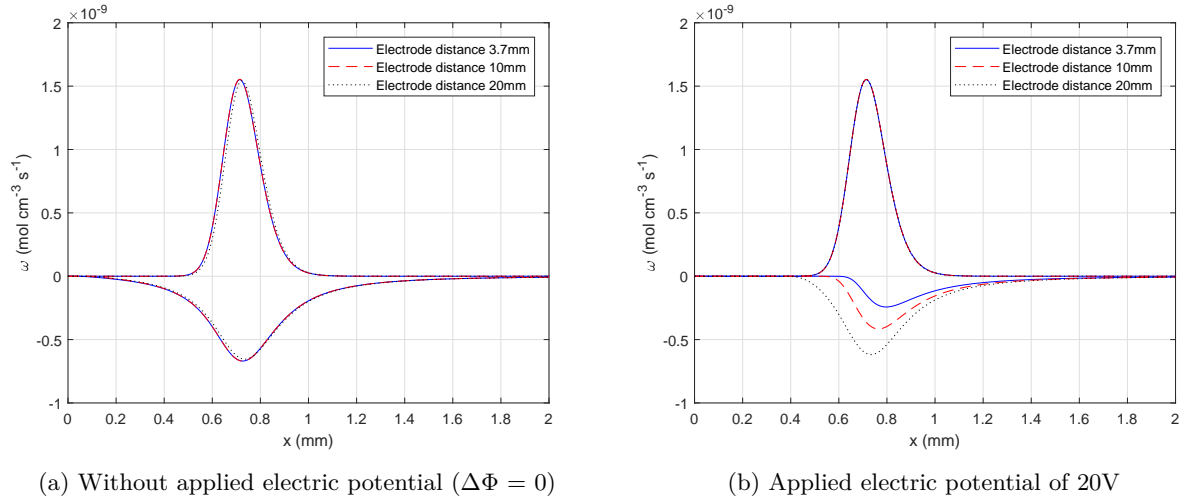 ×10⁻⁹
2
1.5
1
0.5
0
-0.5
-1
0 0.2 0.4 0.6 0.8 1 1.2 1.4 1.6 1.8 2
x (mm)
ω (mol cm⁻³ s⁻¹)
Electrode distance 3.7mm
Electrode distance 10mm
Electrode distance 20mm
(a) Without applied electric potential (ΔΦ = 0)
×10⁻⁹
2
1.5
1
0.5
0
-0.5
-1
0 0.2 0.4 0.6 0.8 1 1.2 1.4 1.6 1.8 2
x (mm)
ω (mol cm⁻³ s⁻¹)
Electrode distance 3.7mm
Electrode distance 10mm
Electrode distance 20mm
(b) Applied electric potential of 20V